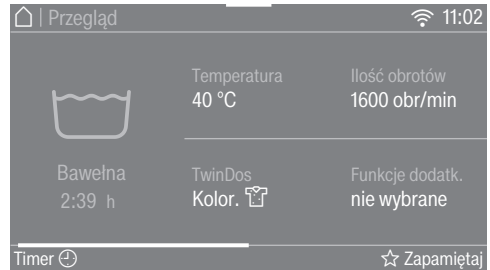 Przegląd 11:02
Temperatura Ilość obrotów
40 °C 1600 obr/min
Bawełna
2:39 h
TwinDos Funkcje dodatk.
Kolor. nie wybrane
Timer Zapamiętaj